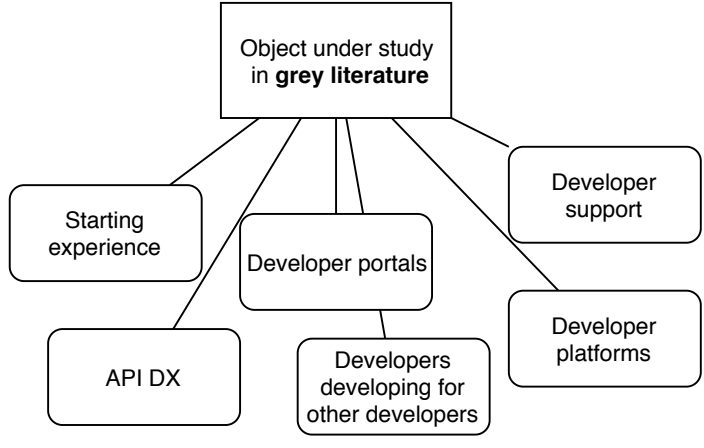 Object under study
in grey literature
Starting
experience
Developer portals
Developer
support
API DX
Developers
developing for
other developers
Developer
platforms